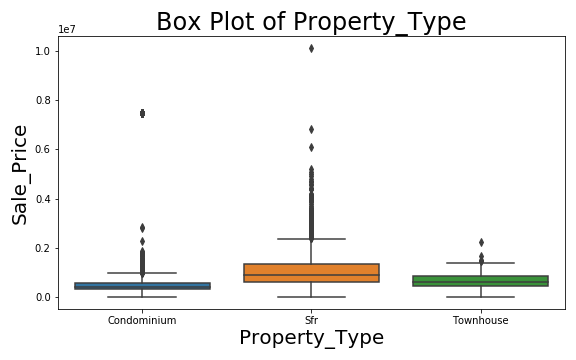 Box Plot of Property_Type
1e7
1.0
0.8
0.6
0.4
0.2
0.0
Sale_Price
Condominium Sfr Townhouse
Property_Type